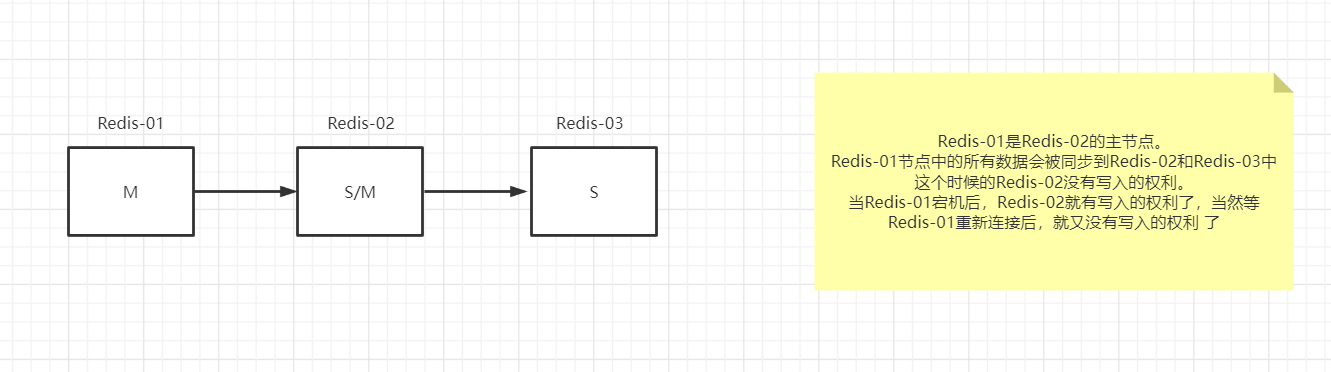 Redis-01
Redis-02
Redis-03
M
S/M
S
Redis-01是Redis-02的主节点。
Redis-01节点中的所有数据会被同步到Redis-02和Redis-03中
这个时候的Redis-02没有写入的权利。
当Redis-01宕机后，Redis-02就有写入的权利了，当然等
Redis-01重新连接后，就又没有写入的权利 了